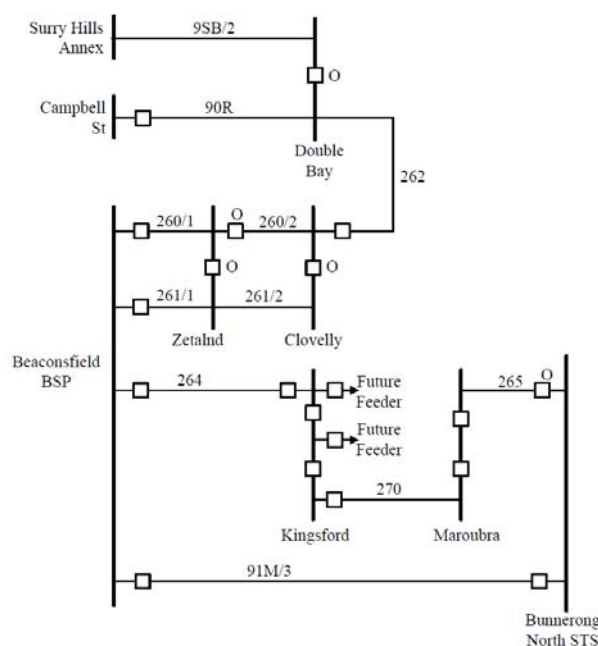 Surry Hills
Annex
9SB/2
O
Campbell
St
90R
Double
Bay
262
260/1
O
260/2
O
O
261/1
261/2
Zetalnd
Clovelly
Beaconsfield
BSP
264
Future
Feeder
265
O
Future
Feeder
270
Kingsford
Maroubra
91M/3
Bunnerong
North STS